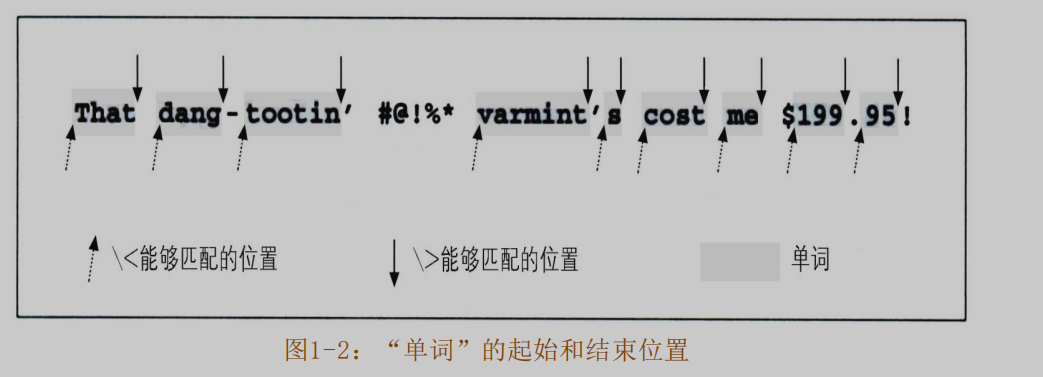 That dang-tootin' #@!%* varmint's cost me $199.95!
\<能够匹配的位置 \>能够匹配的位置 单词
图1-2：“单词”的起始和结束位置